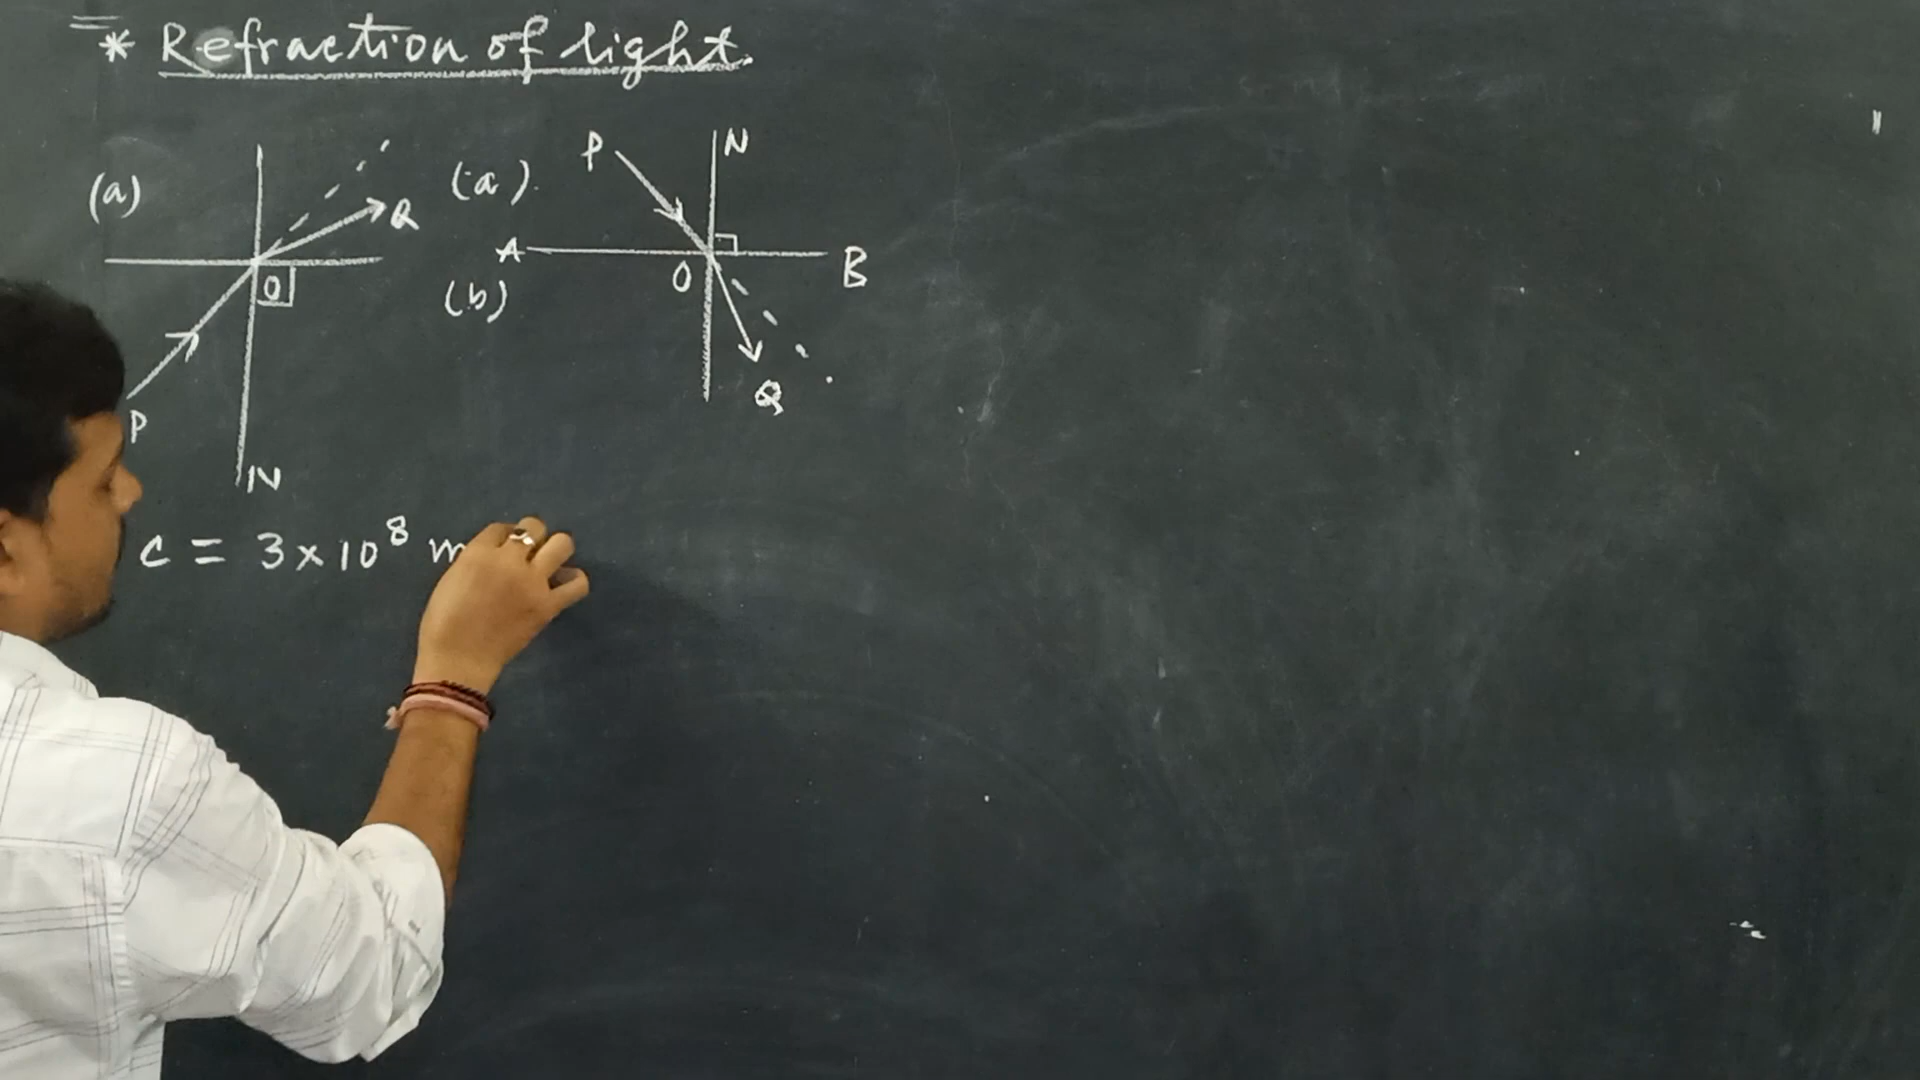 * Refraction of light.
(a)
Q
O
P
N
(a).
P
N
A
B
O
(b)
Q
c = 3×10⁸ m